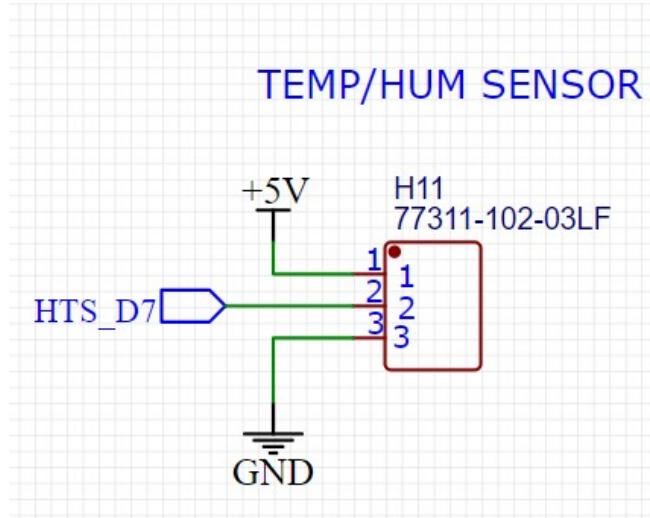 TEMP/HUM SENSOR
+5V
H11
77311-102-03LF
1 1
HTS_D7 2 2
3 3
GND